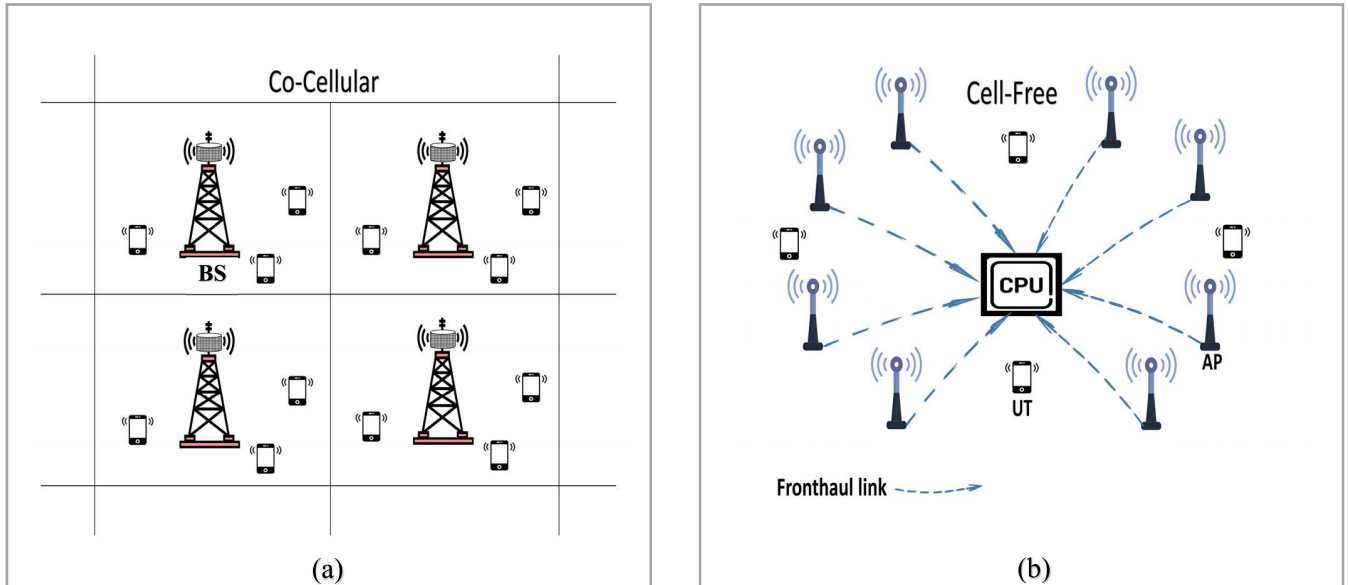 Co-Cellular
BS
(a)
Cell-Free
CPU
AP
UT
Fronthaul link
(b)